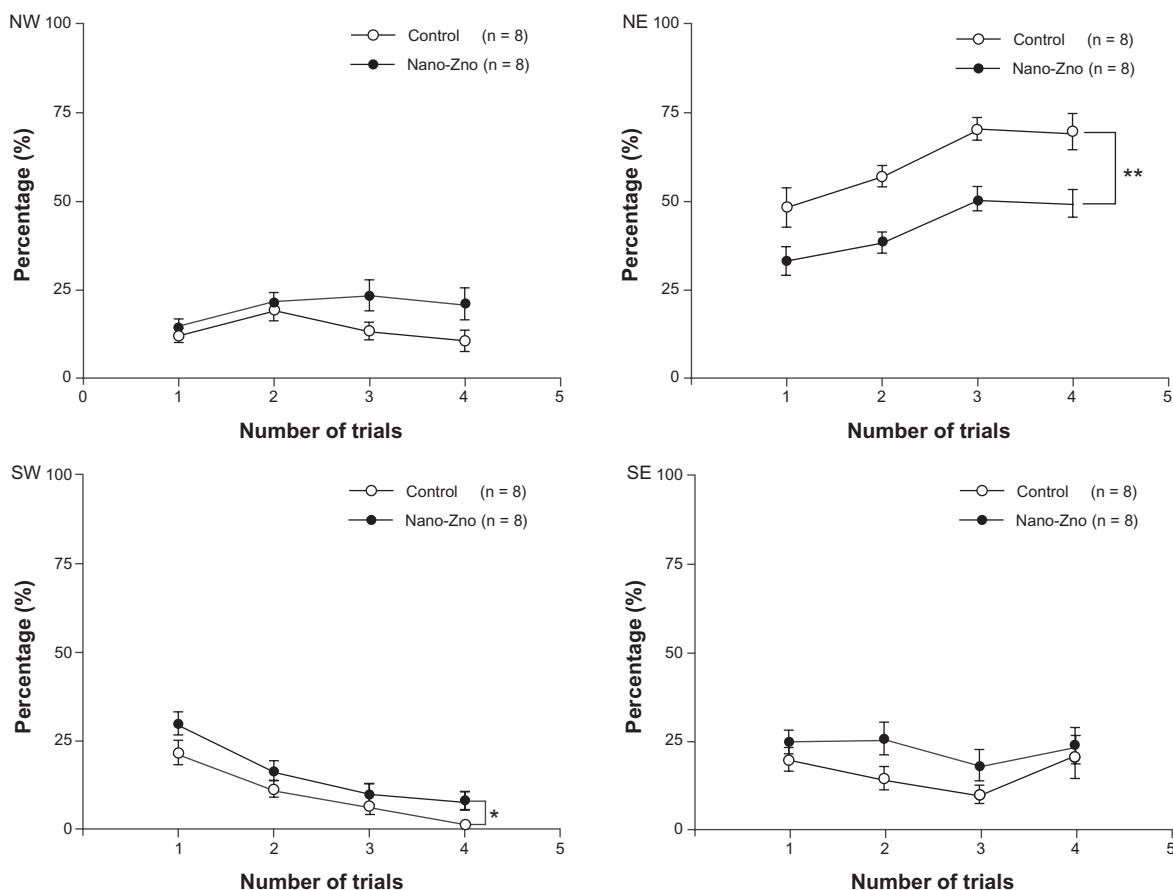 NW 100
Control (n = 8)
Nano-Zno (n = 8)
75
50
25
0
0 1 2 3 4 5
Percentage (%)
Number of trials
NE 100
Control (n = 8)
Nano-Zno (n = 8)
75
**
50
25
0
1 2 3 4 5
Percentage (%)
Number of trials
SW 100
Control (n = 8)
Nano-Zno (n = 8)
75
50
25
*
0
1 2 3 4 5
Percentage (%)
Number of trials
SE 100
Control (n = 8)
Nano-Zno (n = 8)
75
50
25
0
1 2 3 4 5
Percentage (%)
Number of trials